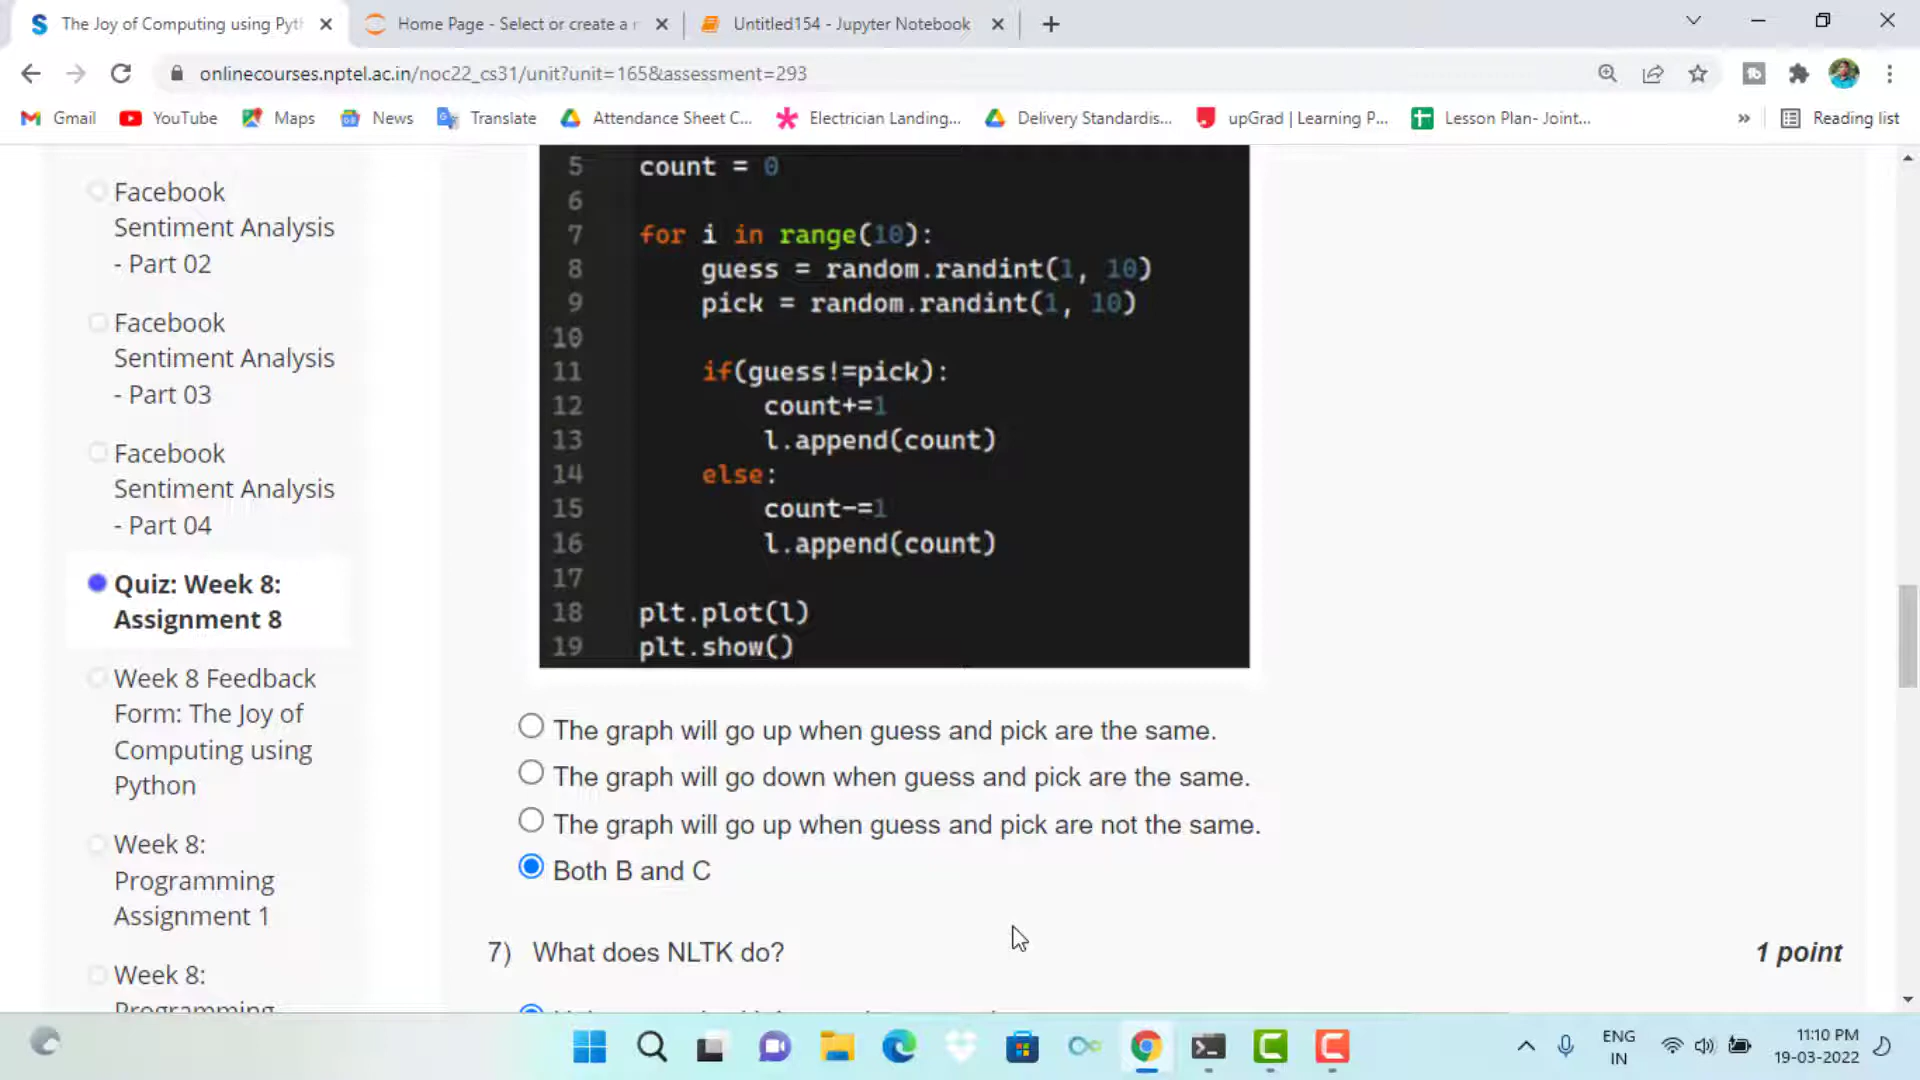 The Joy of Computing using Pyth
Home Page - Select or create a n
Untitled154 - Jupyter Notebook
onlinecourses.nptel.ac.in/noc22_cs31/unit?unit=165&assessment=293
Gmail YouTube Maps News Translate Attendance Sheet C... Electrician Landing... Delivery Standardis... upGrad | Learning P... Lesson Plan- Joint... » Reading list
Facebook
Sentiment Analysis
- Part 02
Facebook
Sentiment Analysis
- Part 03
Facebook
Sentiment Analysis
- Part 04
Quiz: Week 8:
Assignment 8
Week 8 Feedback
Form: The Joy of
Computing using
Python
Week 8:
Programming
Assignment 1
Week 8:
Programming
5 count = 0
6
7 for i in range(10):
8 guess = random.randint(1, 10)
9 pick = random.randint(1, 10)
10
11 if(guess!=pick):
12 count+=1
13 l.append(count)
14 else:
15 count-=1
16 l.append(count)
17
18 plt.plot(l)
19 plt.show()
The graph will go up when guess and pick are the same.
The graph will go down when guess and pick are the same.
The graph will go up when guess and pick are not the same.
Both B and C
7) What does NLTK do?
1 point
ENG
IN
11:10 PM
19-03-2022